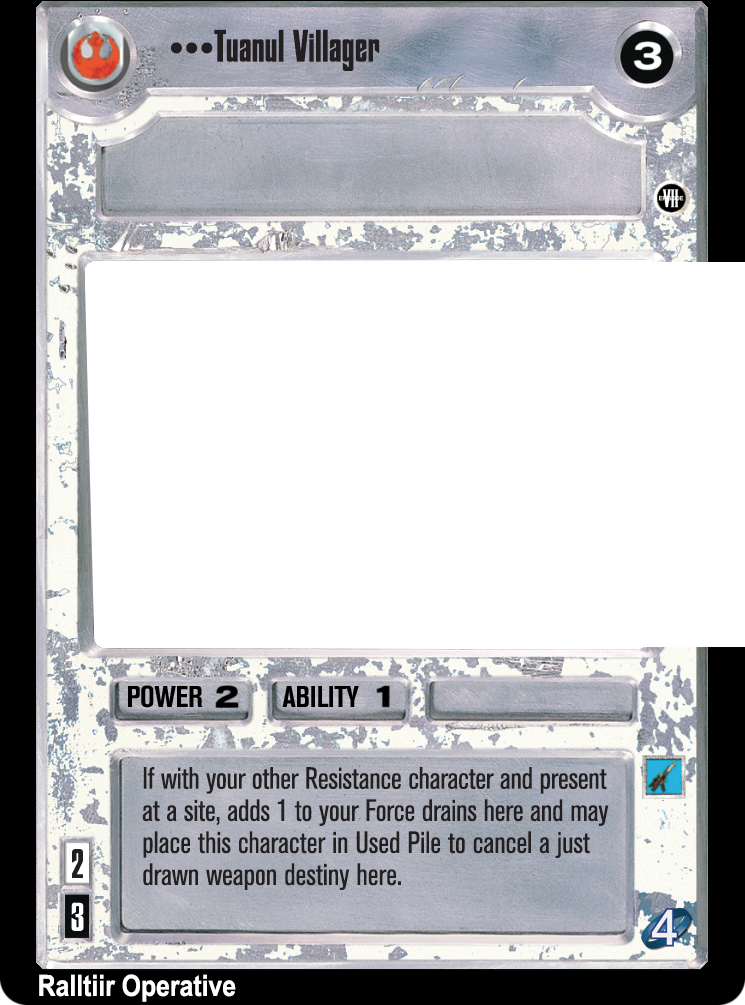 •••Tuanul Villager
3
EPISODE
VII
POWER 2
ABILITY 1
If with your other Resistance character and present
at a site, adds 1 to your Force drains here and may
place this character in Used Pile to cancel a just
drawn weapon destiny here.
2
3
4
Ralltiir Operative